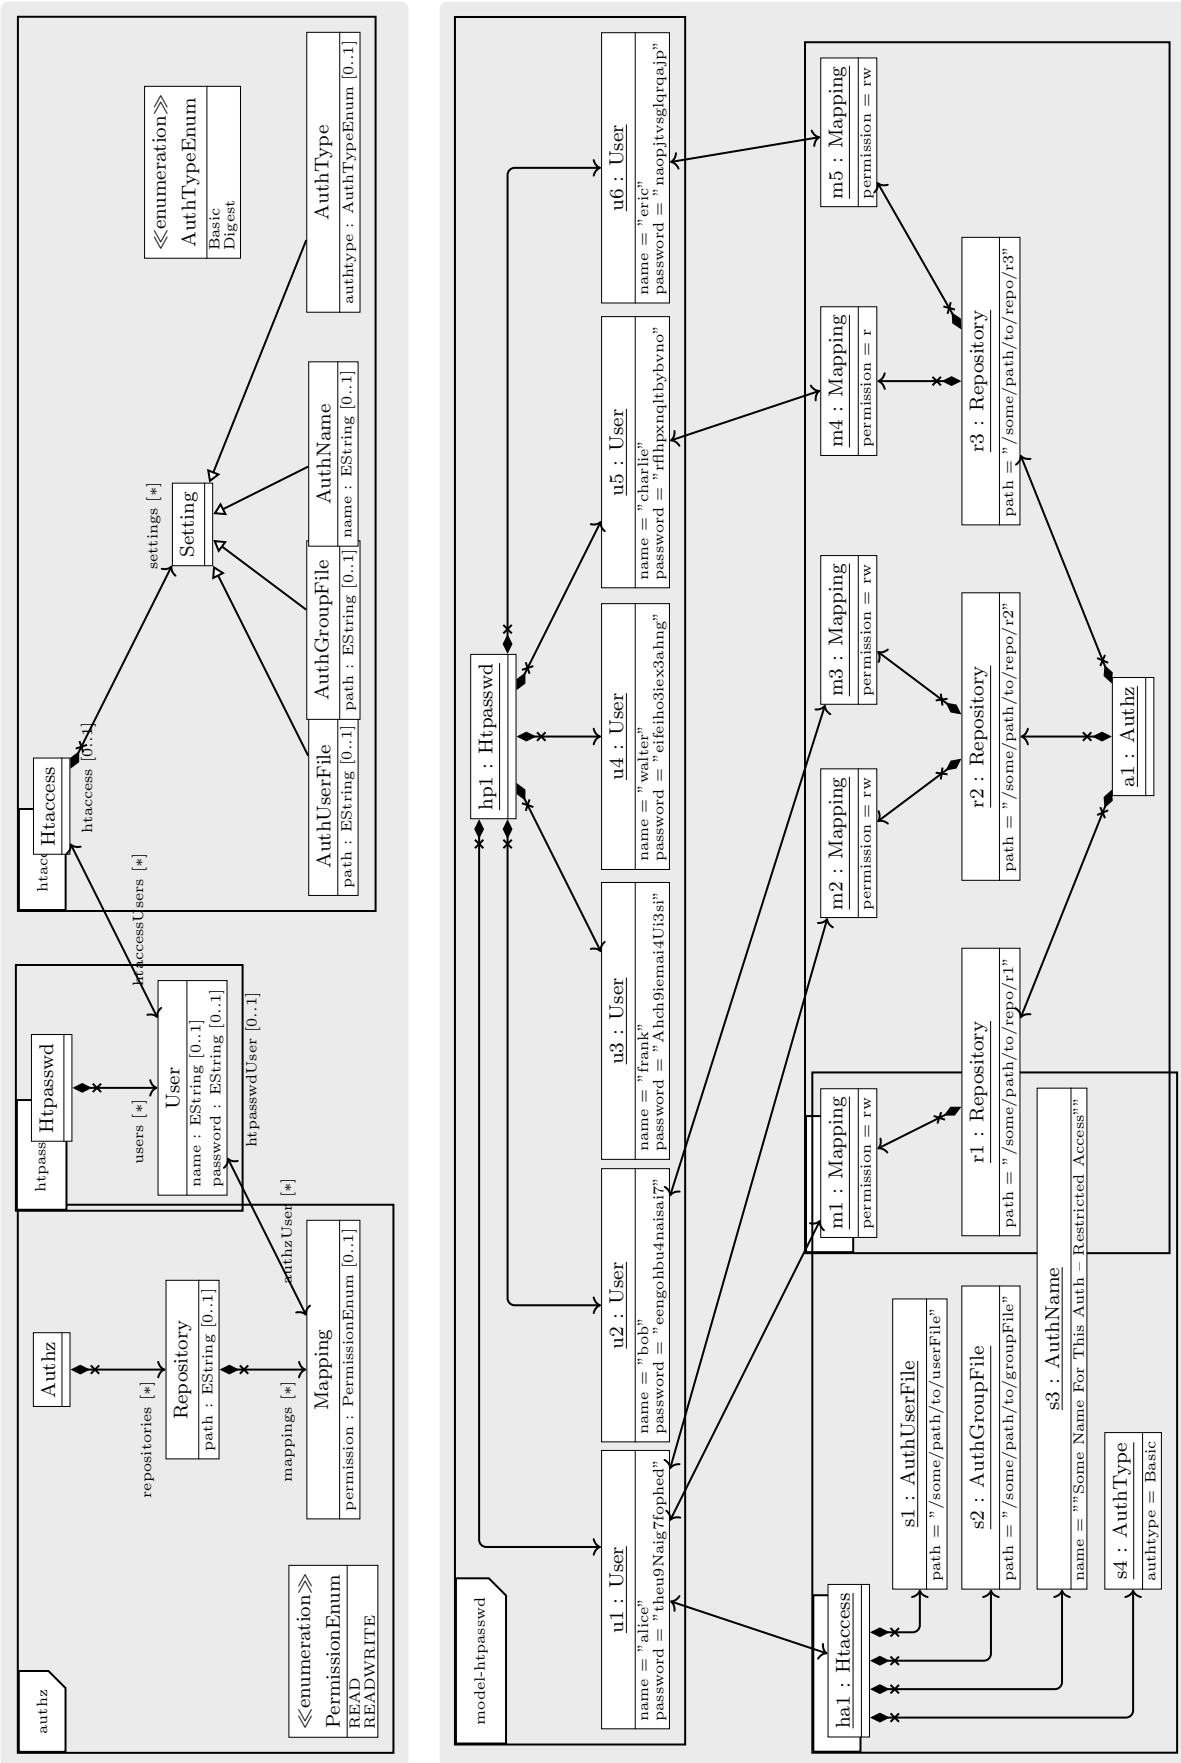 authz
Authz
repositories [*]
Repository
path : EString [0..1]
mappings [*]
Mapping
permission : PermissionEnum [0..1]
≪enumeration≫
PermissionEnum
READ
READWRITE
authzUser [*]
htpasswdUser [0..1]
htpass
Htpasswd
users [*]
User
name : EString [0..1]
password : EString [0..1]
htaccessUsers [*]
htacc
Htaccess
htaccess [0..1]
settings [*]
Setting
AuthUserFile
path : EString [0..1]
AuthGroupFile
path : EString [0..1]
AuthName
name : EString [0..1]
AuthType
authtype : AuthTypeEnum [0..1]
≪enumeration≫
AuthTypeEnum
Basic
Digest
model-htpasswd
hp1 : Htpasswd
u1 : User
name = "alice"
password = "theu9Naig7fophed"
u2 : User
name = "bob"
password = "eengohbu4naisai7"
u3 : User
name = "frank"
password = "Ahch9iemai4Ui3si"
u4 : User
name = "walter"
password = "eifeiho3iex3ahng"
u5 : User
name = "charlie"
password = "rflhpxnqltbybvno"
u6 : User
name = "eric"
password = "naopjtvsglqrqajp"
m1 : Mapping
permission = rw
m2 : Mapping
permission = rw
m3 : Mapping
permission = rw
m4 : Mapping
permission = r
m5 : Mapping
permission = rw
r1 : Repository
path = "/some/path/to/repo/r1"
r2 : Repository
path = "/some/path/to/repo/r2"
r3 : Repository
path = "/some/path/to/repo/r3"
a1 : Authz
ha1 : Htaccess
s1 : AuthUserFile
path = "/some/path/to/userFile"
s2 : AuthGroupFile
path = "/some/path/to/groupFile"
s3 : AuthName
name = ""Some Name For This Auth – Restricted Access""
s4 : AuthType
authtype = Basic